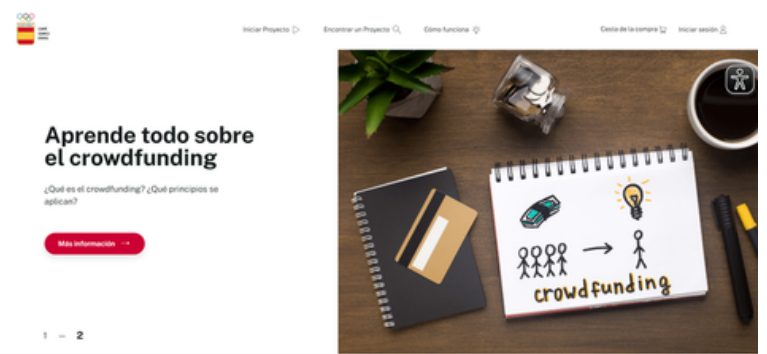 Iniciar Proyecto
Encontrar un Proyecto
Cómo funciona
Cesta de la compra
Iniciar sesión
Aprende todo sobre
el crowdfunding
¿Qué es el crowdfunding? ¿Qué principios se
aplican?
Más información →
1 — 2
crowdfunding